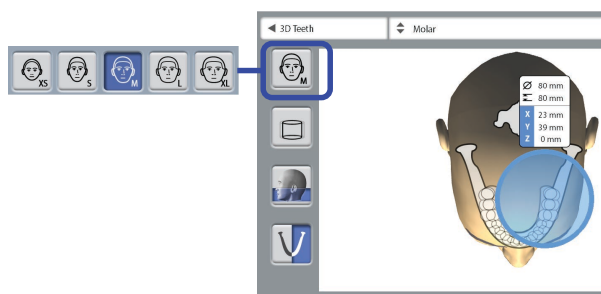 ◀ 3D Teeth
Molar
XS
S
M
L
XL
M
Ø 80 mm
80 mm
X 23 mm
Y 39 mm
Z 0 mm